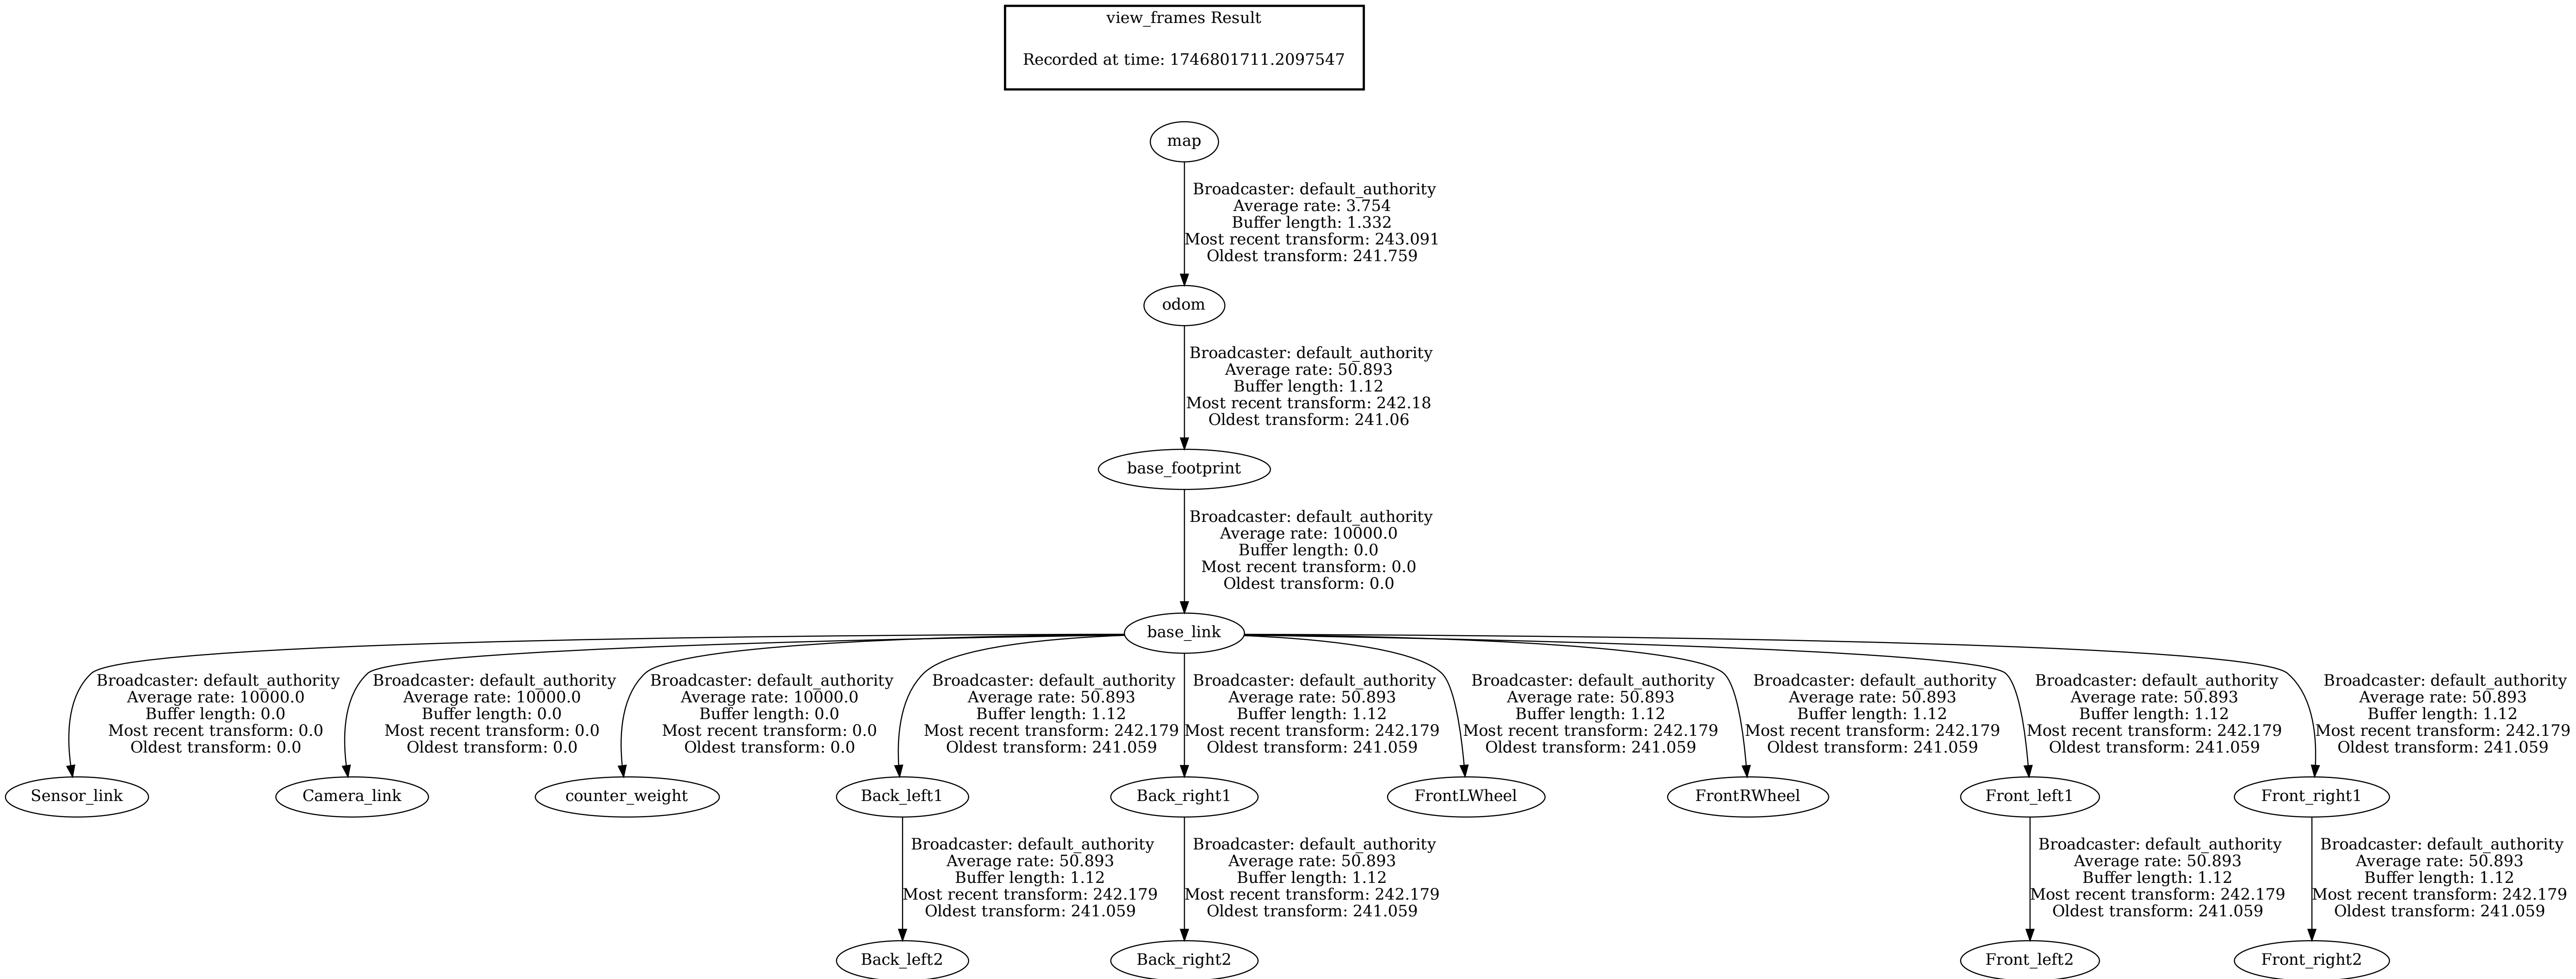 view_frames Result
Recorded at time: 1746801711.2097547
map
Broadcaster: default_authority
Average rate: 3.754
Buffer length: 1.332
Most recent transform: 243.091
Oldest transform: 241.759
odom
Broadcaster: default_authority
Average rate: 50.893
Buffer length: 1.12
Most recent transform: 242.18
Oldest transform: 241.06
base_footprint
Broadcaster: default_authority
Average rate: 10000.0
Buffer length: 0.0
Most recent transform: 0.0
Oldest transform: 0.0
base_link
Broadcaster: default_authority
Average rate: 10000.0
Buffer length: 0.0
Most recent transform: 0.0
Oldest transform: 0.0
Broadcaster: default_authority
Average rate: 10000.0
Buffer length: 0.0
Most recent transform: 0.0
Oldest transform: 0.0
Broadcaster: default_authority
Average rate: 10000.0
Buffer length: 0.0
Most recent transform: 0.0
Oldest transform: 0.0
Broadcaster: default_authority
Average rate: 50.893
Buffer length: 1.12
Most recent transform: 242.179
Oldest transform: 241.059
Broadcaster: default_authority
Average rate: 50.893
Buffer length: 1.12
Most recent transform: 242.179
Oldest transform: 241.059
Broadcaster: default_authority
Average rate: 50.893
Buffer length: 1.12
Most recent transform: 242.179
Oldest transform: 241.059
Broadcaster: default_authority
Average rate: 50.893
Buffer length: 1.12
Most recent transform: 242.179
Oldest transform: 241.059
Broadcaster: default_authority
Average rate: 50.893
Buffer length: 1.12
Most recent transform: 242.179
Oldest transform: 241.059
Broadcaster: default_authority
Average rate: 50.893
Buffer length: 1.12
Most recent transform: 242.179
Oldest transform: 241.059
Sensor_link
Camera_link
counter_weight
Back_left1
Back_right1
FrontLWheel
FrontRWheel
Front_left1
Front_right1
Broadcaster: default_authority
Average rate: 50.893
Buffer length: 1.12
Most recent transform: 242.179
Oldest transform: 241.059
Broadcaster: default_authority
Average rate: 50.893
Buffer length: 1.12
Most recent transform: 242.179
Oldest transform: 241.059
Broadcaster: default_authority
Average rate: 50.893
Buffer length: 1.12
Most recent transform: 242.179
Oldest transform: 241.059
Broadcaster: default_authority
Average rate: 50.893
Buffer length: 1.12
Most recent transform: 242.179
Oldest transform: 241.059
Back_left2
Back_right2
Front_left2
Front_right2